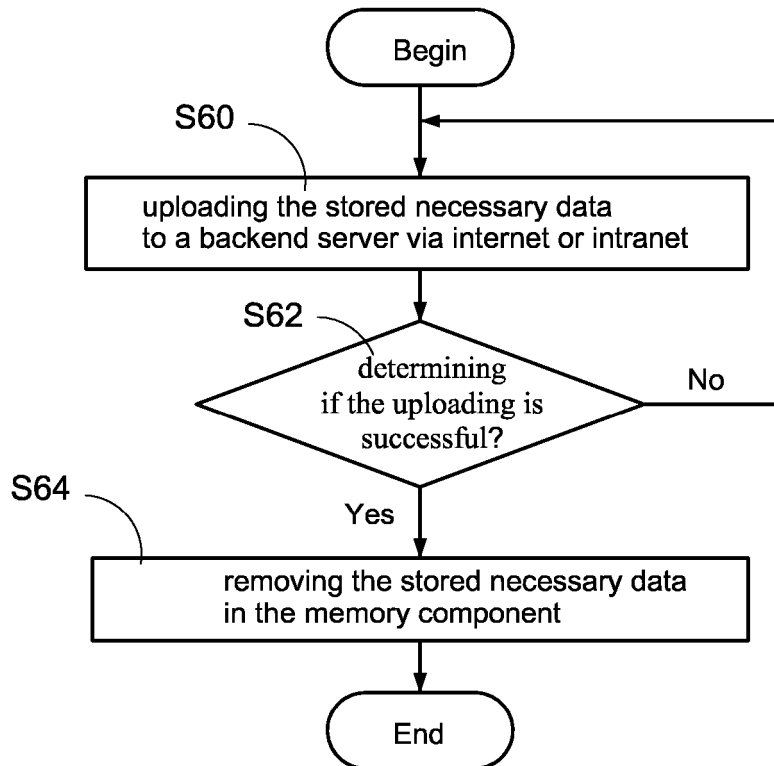 Begin
S60
uploading the stored necessary data
to a backend server via internet or intranet
S62
determining
if the uploading is
successful?
No
Yes
S64
removing the stored necessary data
in the memory component
End